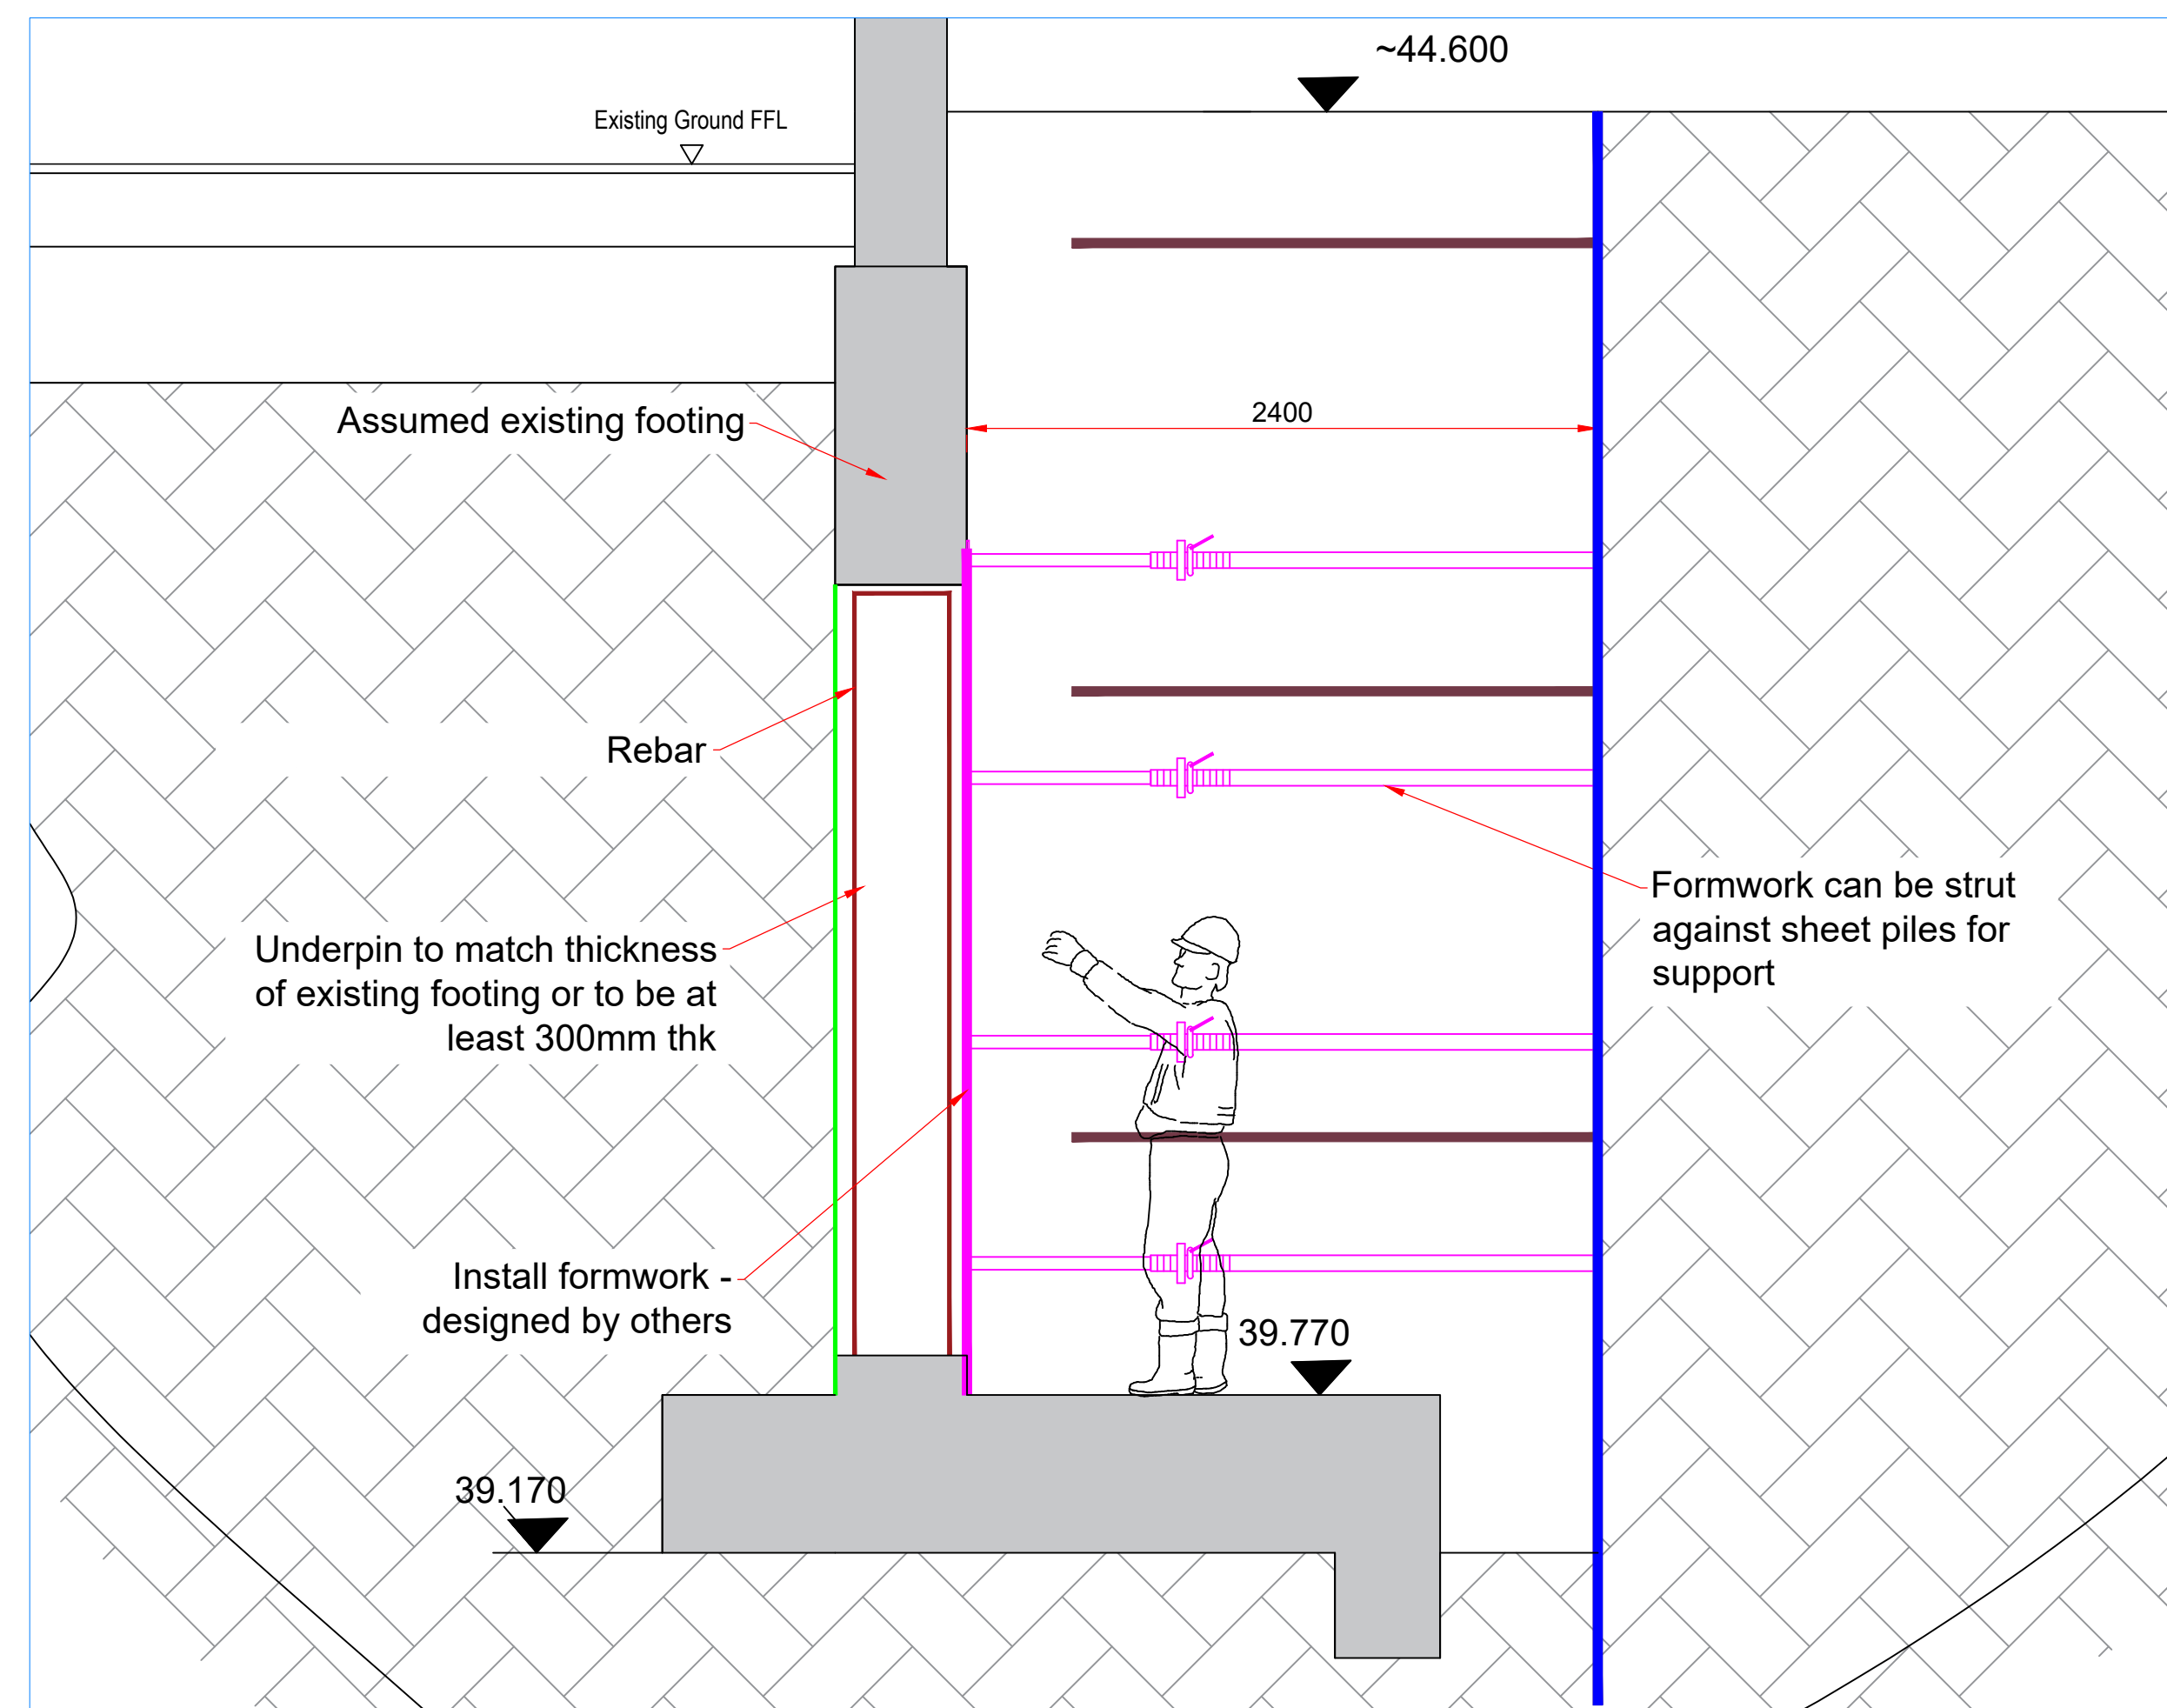 ~44.600
Existing Ground FFL
Assumed existing footing
2400
Rebar
Formwork can be strut
against sheet piles for
support
Underpin to match thickness
of existing footing or to be at
least 300mm thk
Install formwork -
designed by others
39.770
39.170